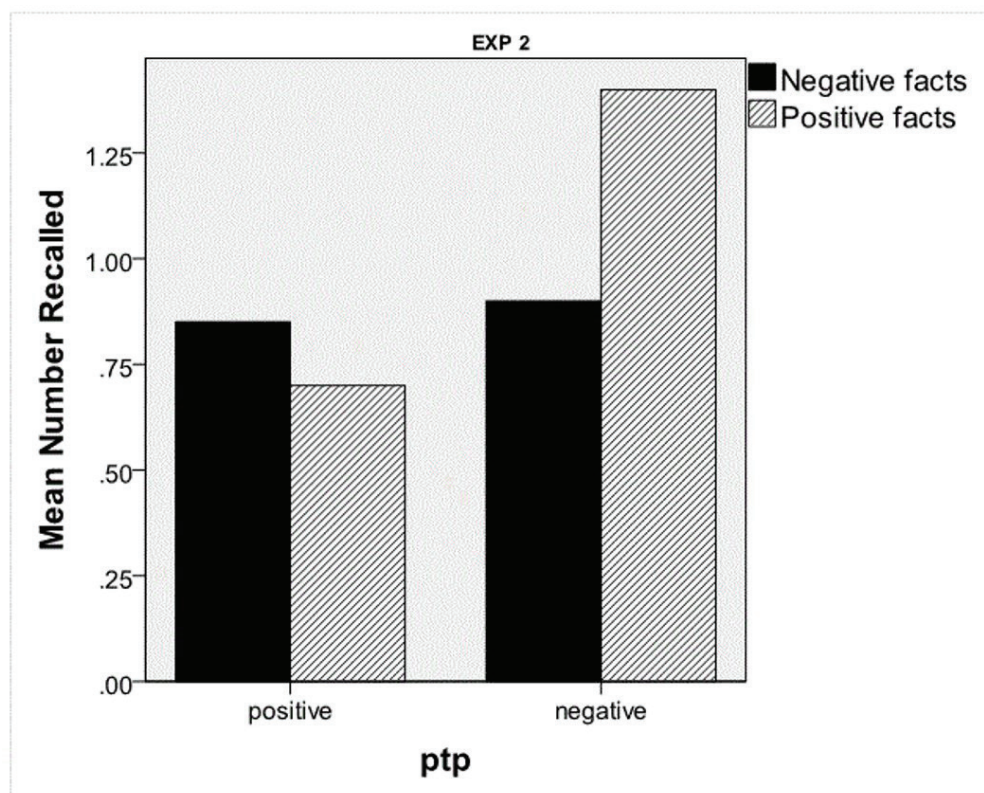 EXP 2
Negative facts
Positive facts
Mean Number Recalled
1.25
1.00
.75
.50
.25
.00
positive negative
ptp